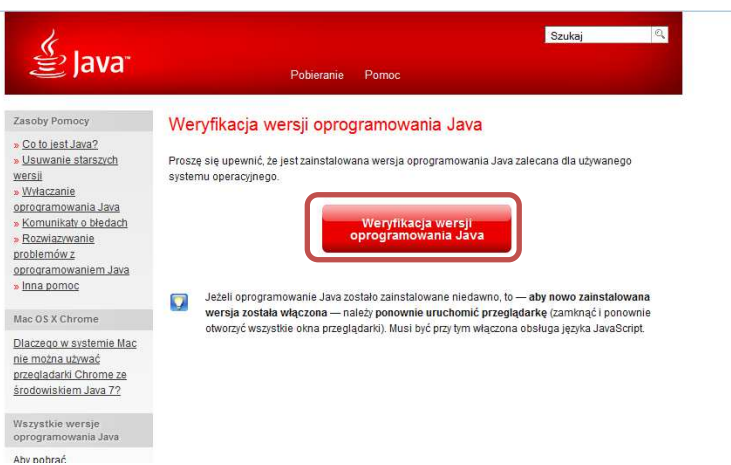 Szukaj
Java™
Pobieranie Pomoc
Zasoby Pomocy
» Co to jest Java?
» Usuwanie starszych
wersji
» Wyłączanie
oprogramowania Java
» Komunikaty o błędach
» Rozwiązywanie
problemów z
oprogramowaniem Java
» Inna pomoc
Mac OS X Chrome
Dlaczego w systemie Mac
nie można używać
przeglądarki Chrome ze
środowiskiem Java 7?
Wszystkie wersje
oprogramowania Java
Aby pobrać
Weryfikacja wersji oprogramowania Java
Proszę się upewnić, że jest zainstalowana wersja oprogramowania Java zalecana dla używanego
systemu operacyjnego.
Weryfikacja wersji
oprogramowania Java
Jeżeli oprogramowanie Java zostało zainstalowane niedawno, to — aby nowo zainstalowana
wersja została włączona — należy ponownie uruchomić przeglądarkę (zamknąć i ponownie
otworzyć wszystkie okna przeglądarki). Musi być przy tym włączona obsługa języka JavaScript.